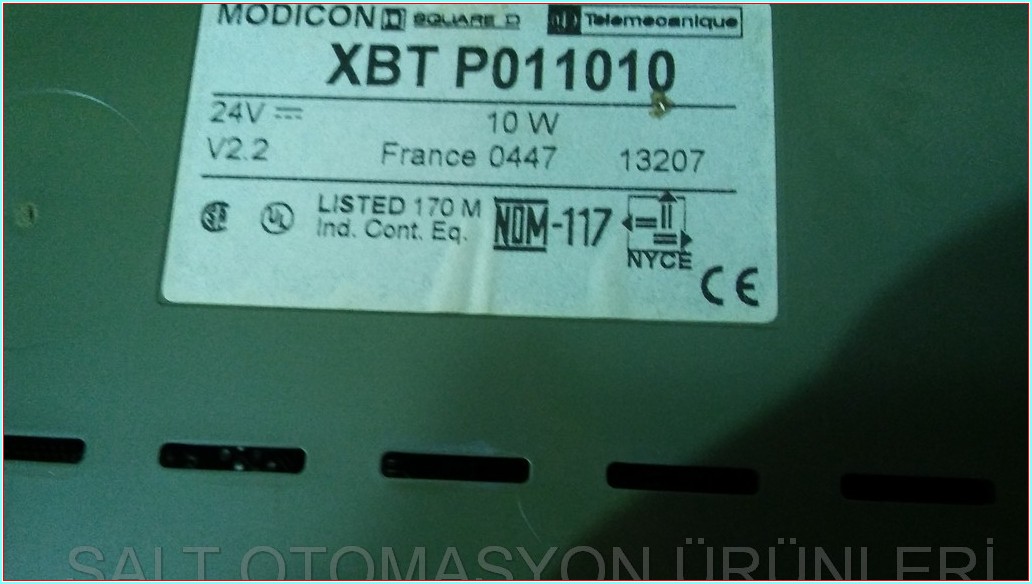 MODICON SQUARE D Telemecanique
XBT P011010
24V 10 W
V2.2 France 0447 13207
UL LISTED 170 M
Ind. Cont. Eq.
NOM-117
NYCE
CE
SALT OTOMASYON ÜRÜNLERİ